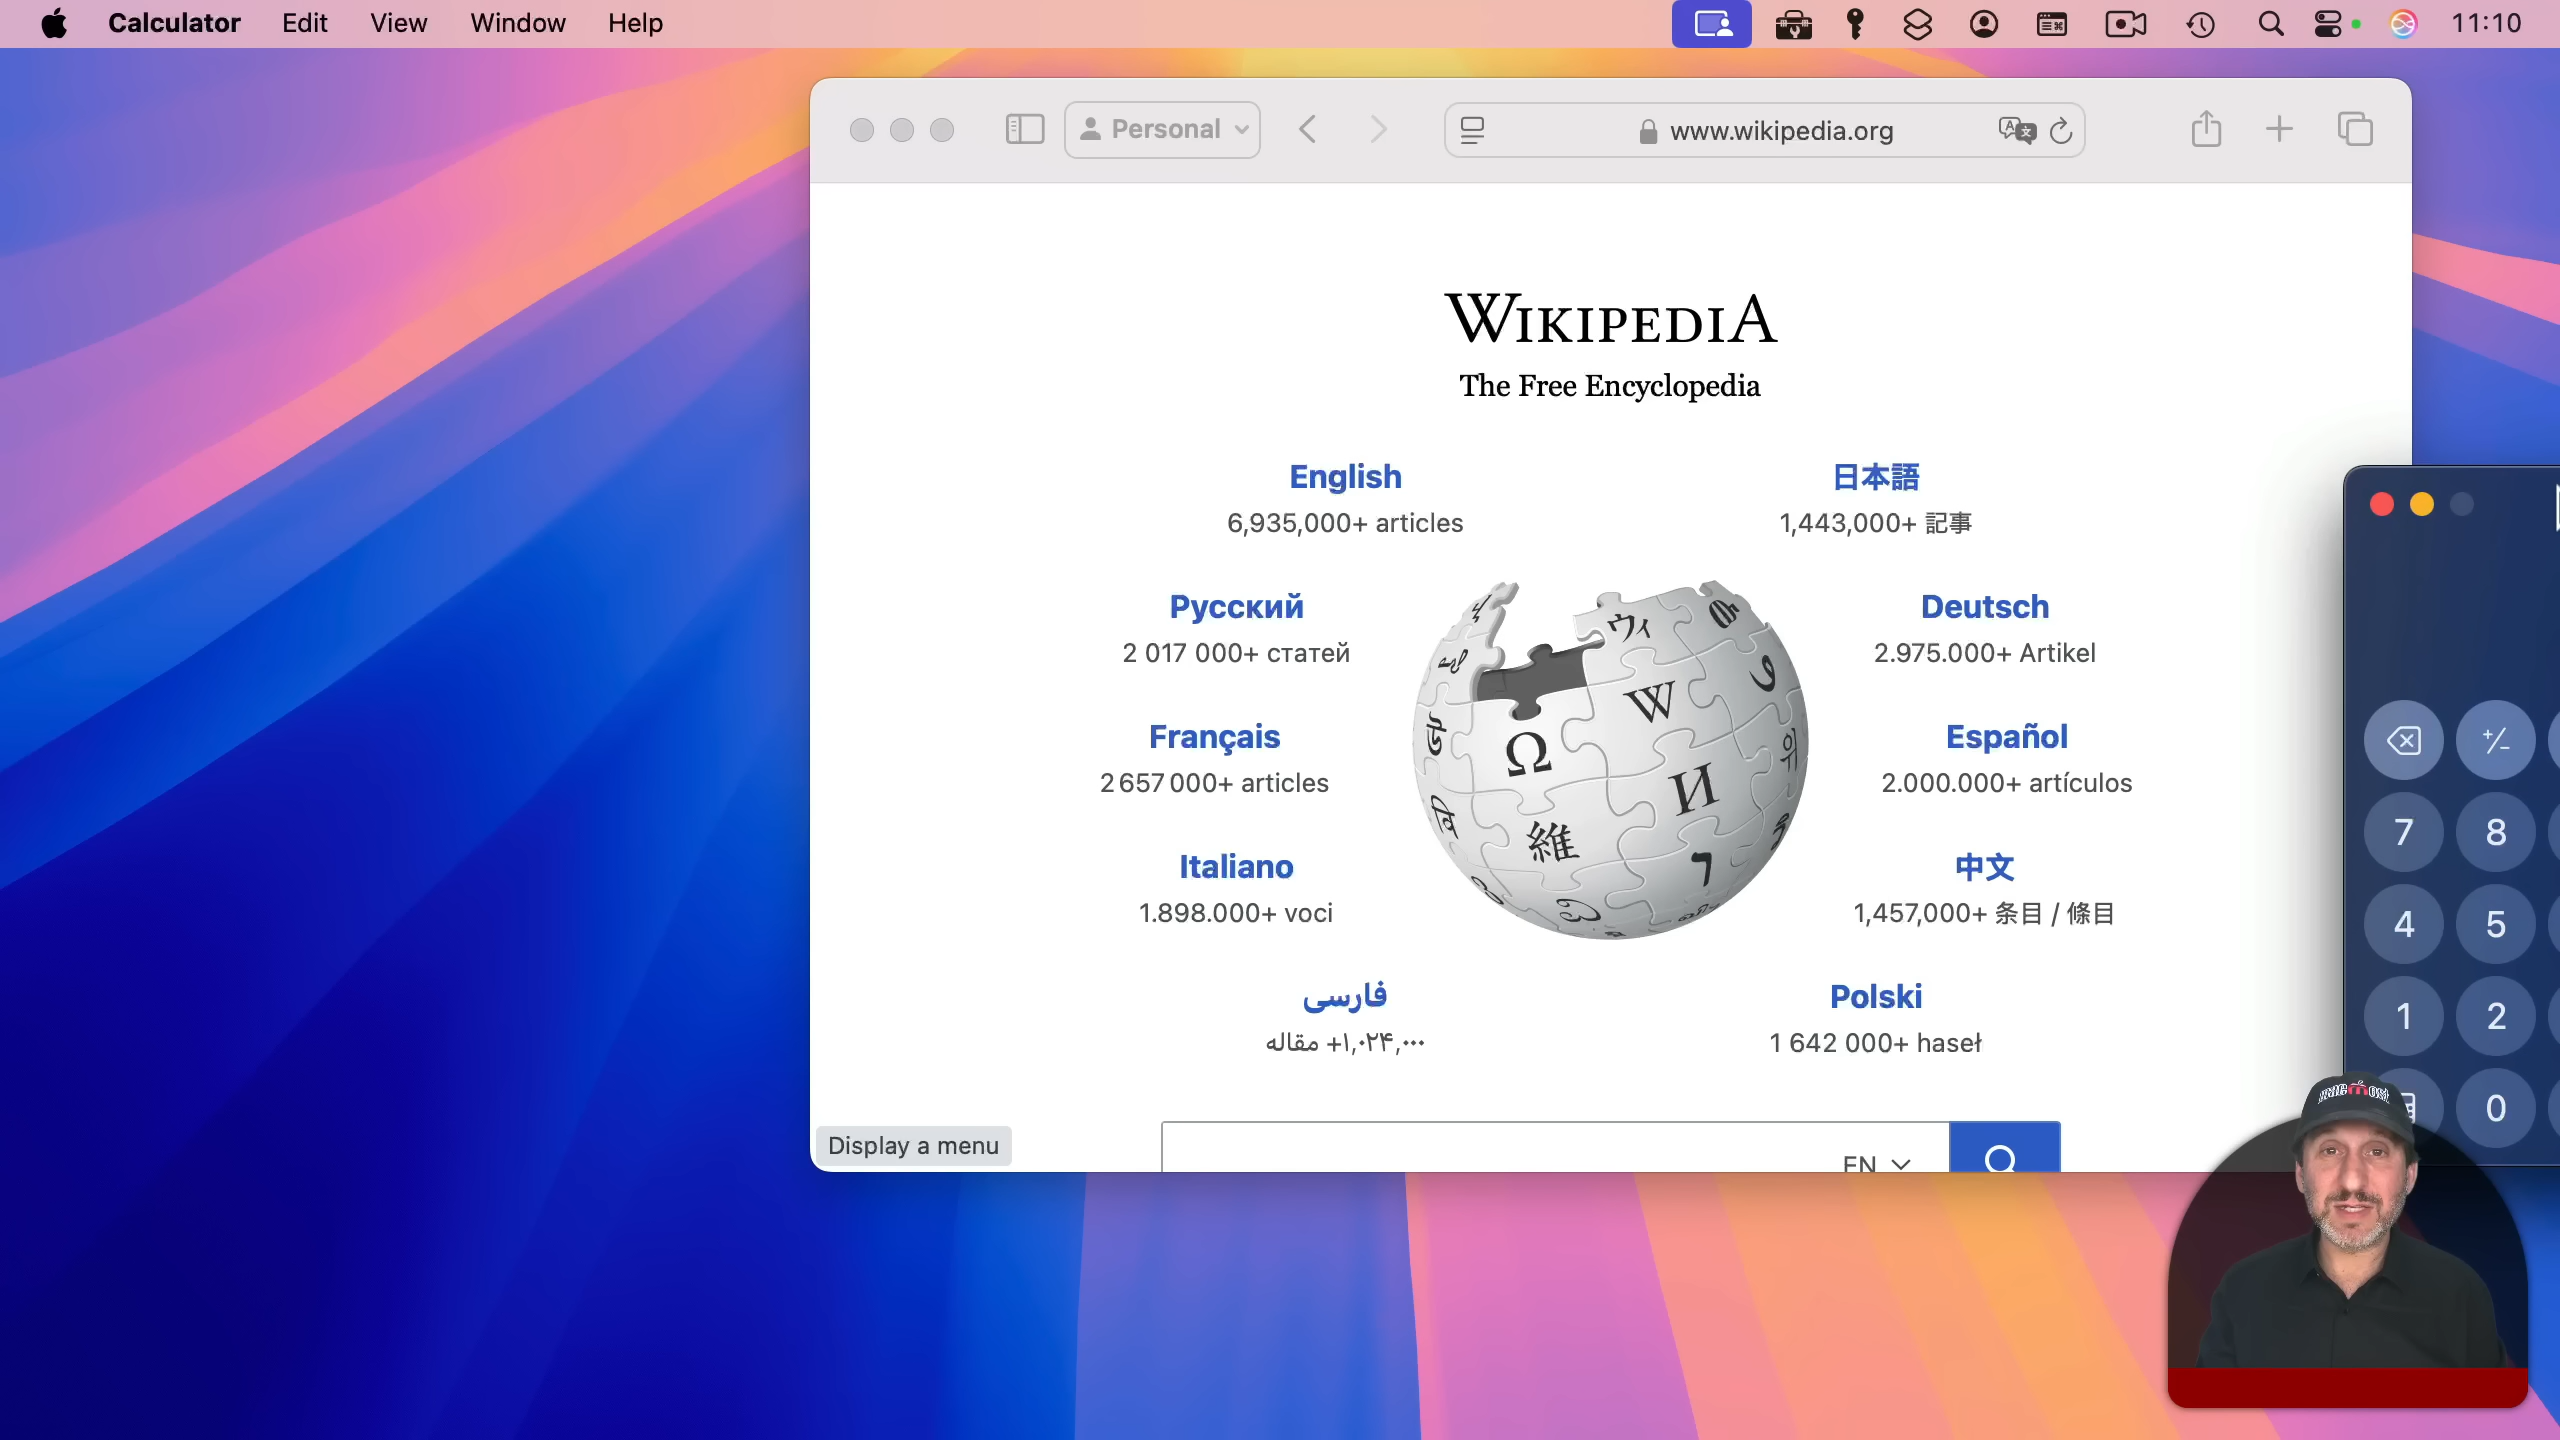 Calculator Edit View Window Help 11:10
Personal
www.wikipedia.org
WIKIPEDIA
The Free Encyclopedia
English
6,935,000+ articles
日本語
1,443,000+ 記事
Русский
2 017 000+ статей
Deutsch
2.975.000+ Artikel
Français
2 657 000+ articles
Español
2.000.000+ artículos
Italiano
1.898.000+ voci
中文
1,457,000+ 条目 / 條目
فارسی
۱٬۰۲۴٬۰۰۰+ مقاله
Polski
1 642 000+ haseł
EN
Display a menu
+/-
7 8
4 5
1 2
0
macmost
Ω W И 維 ウィ